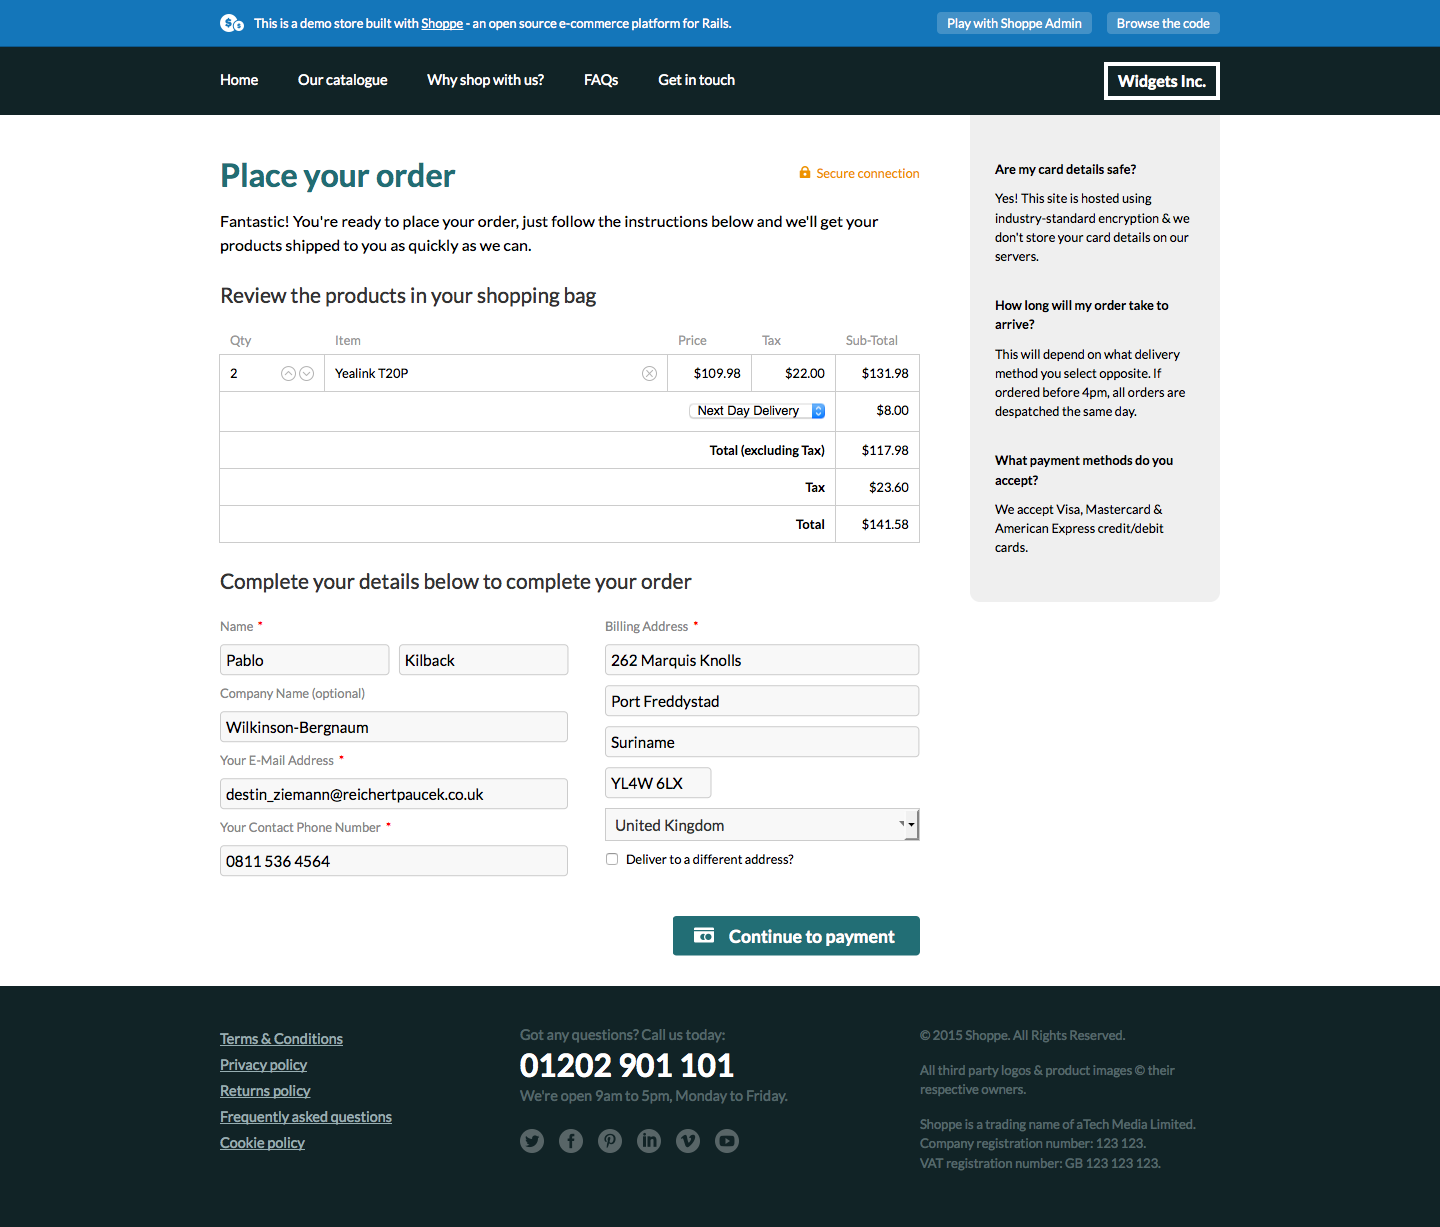 This is a demo store built with Shoppe - an open source e-commerce platform for Rails.
Play with Shoppe Admin
Browse the code
Home
Our catalogue
Why shop with us?
FAQs
Get in touch
Widgets Inc.
Place your order
Secure connection
Fantastic! You're ready to place your order, just follow the instructions below and we'll get your
products shipped to you as quickly as we can.
Review the products in your shopping bag
Qty Item Price Tax Sub-Total
2 Yealink T20P $109.98 $22.00 $131.98
Next Day Delivery $8.00
Total (excluding Tax) $117.98
Tax $23.60
Total $141.58
Complete your details below to complete your order
Name *
Pablo
Kilback
Company Name (optional)
Wilkinson-Bergnaum
Your E-Mail Address *
destin_ziemann@reichertpaucek.co.uk
Your Contact Phone Number *
0811 536 4564
Billing Address *
262 Marquis Knolls
Port Freddystad
Suriname
YL4W 6LX
United Kingdom
Deliver to a different address?
Continue to payment
Are my card details safe?
Yes! This site is hosted using
industry-standard encryption & we
don't store your card details on our
servers.
How long will my order take to
arrive?
This will depend on what delivery
method you select opposite. If
ordered before 4pm, all orders are
despatched the same day.
What payment methods do you
accept?
We accept Visa, Mastercard &
American Express credit/debit
cards.
Terms & Conditions
Privacy policy
Returns policy
Frequently asked questions
Cookie policy
Got any questions? Call us today:
01202 901 101
We're open 9am to 5pm, Monday to Friday.
© 2015 Shoppe. All Rights Reserved.
All third party logos & product images © their
respective owners.
Shoppe is a trading name of aTech Media Limited.
Company registration number: 123 123.
VAT registration number: GB 123 123 123.